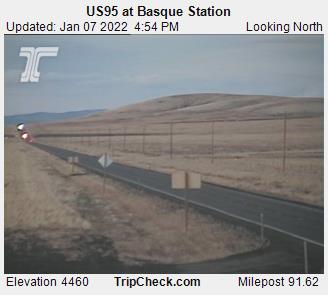 US95 at Basque Station
Updated: Jan 07 2022 4:54 PM Looking North
Elevation 4460 TripCheck.com Milepost 91.62